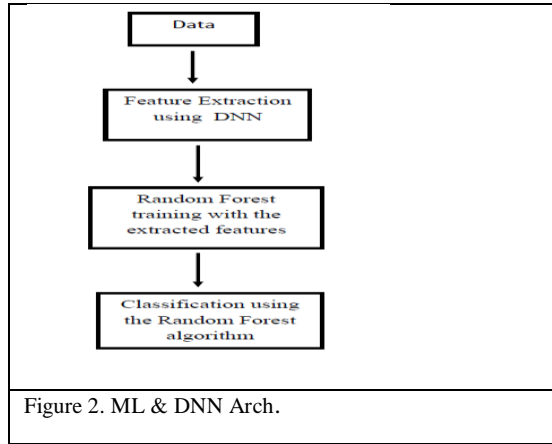 Data
Feature Extraction
using DNN
Random Forest
training with the
extracted features
Classification using
the Random Forest
algorithm
Figure 2. ML & DNN Arch.